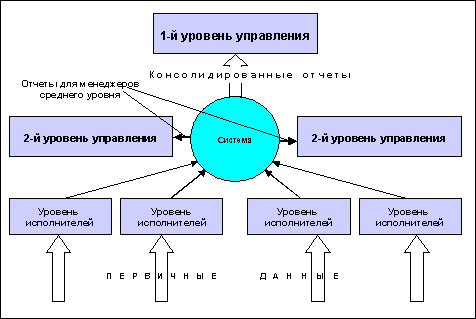 1-й уровень управления
Консолидированные отчеты
Отчеты для менеджеров
среднего уровня
2-й уровень управления
Система
2-й уровень управления
Уровень
исполнителей
Уровень
исполнителей
Уровень
исполнителей
Уровень
исполнителей
ПЕРВИЧНЫЕ ДАННЫЕ